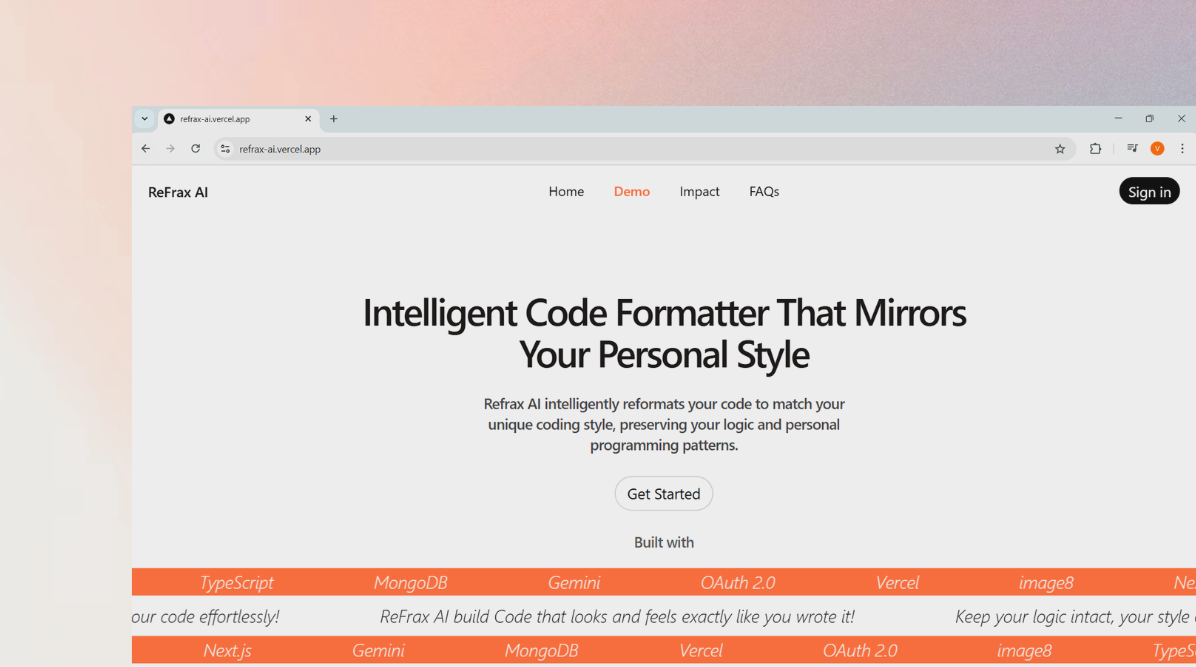 refrax-ai.vercel.app
refrax-ai.vercel.app
V
ReFrax AI
Home Demo Impact FAQs
Sign in
Intelligent Code Formatter That Mirrors
Your Personal Style
Refrax AI intelligently reformats your code to match your
unique coding style, preserving your logic and personal
programming patterns.
Get Started
Built with
TypeScript MongoDB Gemini OAuth 2.0 Vercel image8 Ne
our code effortlessly! ReFrax AI build Code that looks and feels exactly like you wrote it! Keep your logic intact, your style
Next.js Gemini MongoDB Vercel OAuth 2.0 image8 TypeS